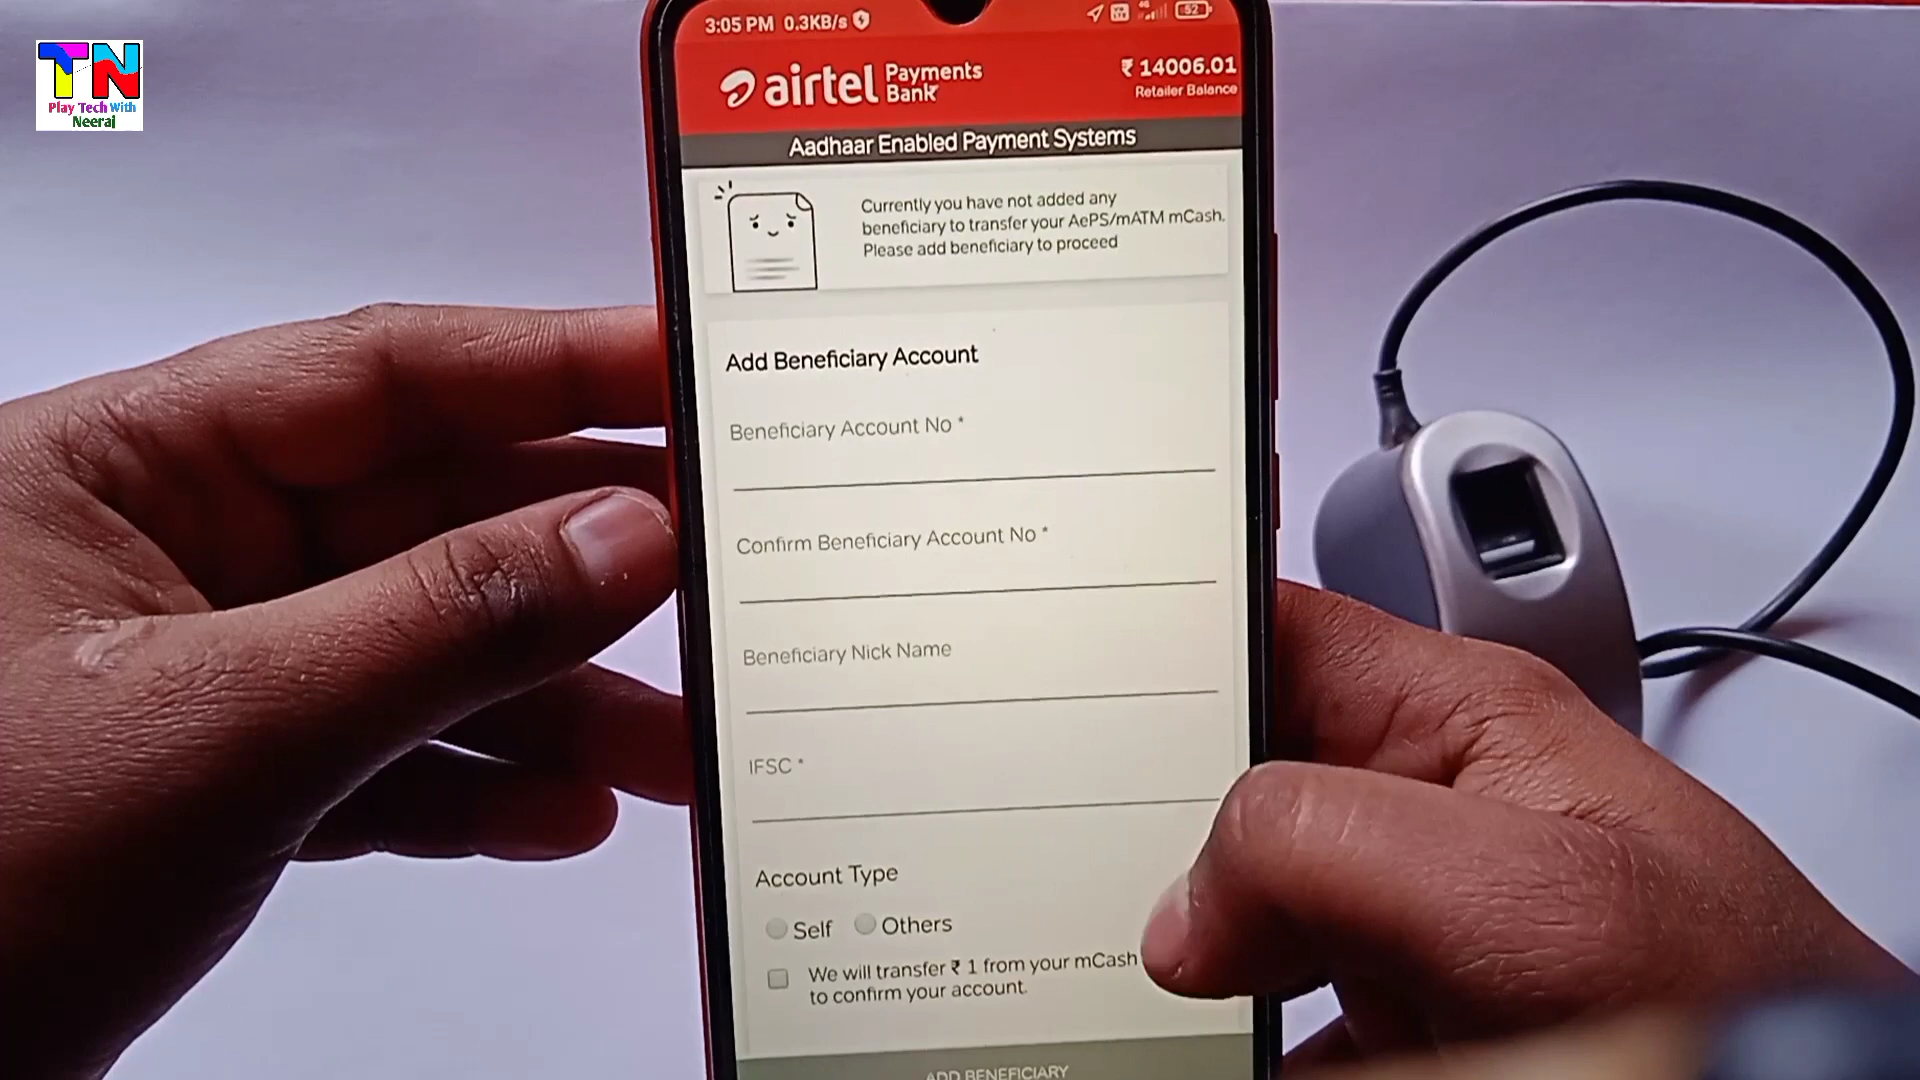 TN
Play Tech With
Neeraj
3:05 PM 0.3KB/s
52
airtel Payments Bank
₹ 14006.01
Retailer Balance
Aadhaar Enabled Payment Systems
Currently you have not added any
beneficiary to transfer your AePS/mATM mCash.
Please add beneficiary to proceed
Add Beneficiary Account
Beneficiary Account No *
Confirm Beneficiary Account No *
Beneficiary Nick Name
IFSC *
Account Type
Self Others
We will transfer ₹ 1 from your mCash
to confirm your account.
ADD BENEFICIARY